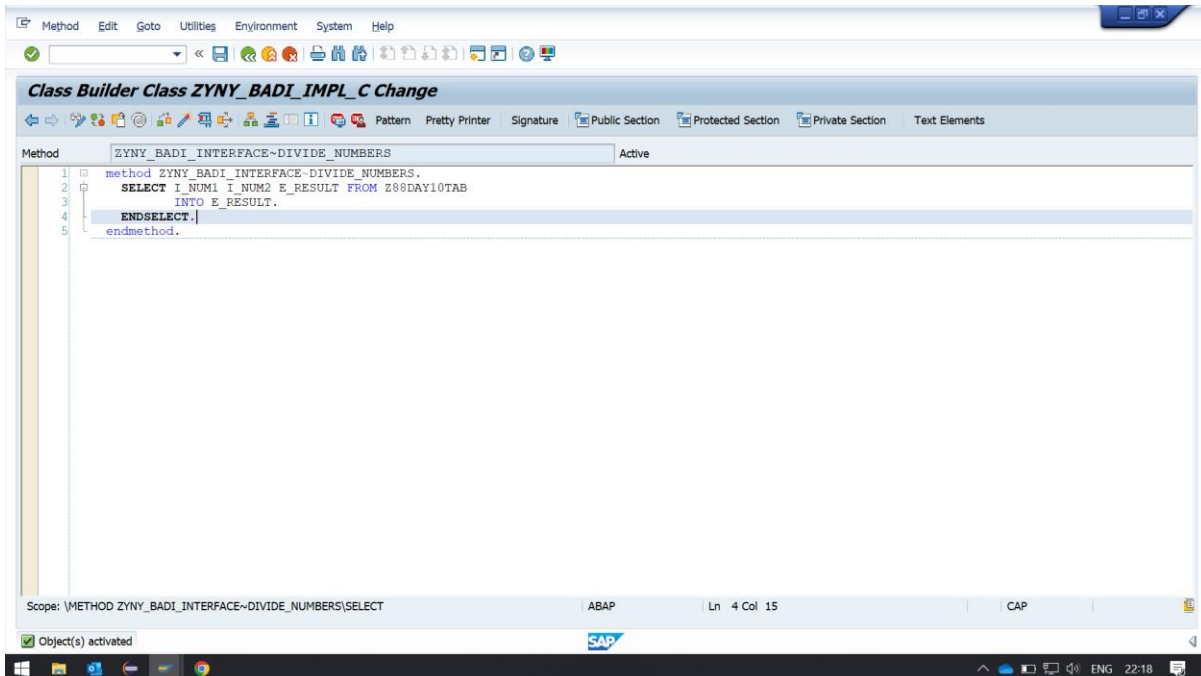 Method Edit Goto Utilities Environment System Help
Class Builder Class ZYNY_BADI_IMPL_C Change
Pattern Pretty Printer Signature Public Section Protected Section Private Section Text Elements
Method ZYNY_BADI_INTERFACE~DIVIDE_NUMBERS Active
1 method ZYNY_BADI_INTERFACE~DIVIDE_NUMBERS.
2 SELECT I_NUM1 I_NUM2 E_RESULT FROM Z88DAY10TAB
3 INTO E_RESULT.
4 ENDSELECT.
5 endmethod.
Scope: \METHOD ZYNY_BADI_INTERFACE~DIVIDE_NUMBERS\SELECT ABAP Ln 4 Col 15 CAP
Object(s) activated SAP
ENG 22:18